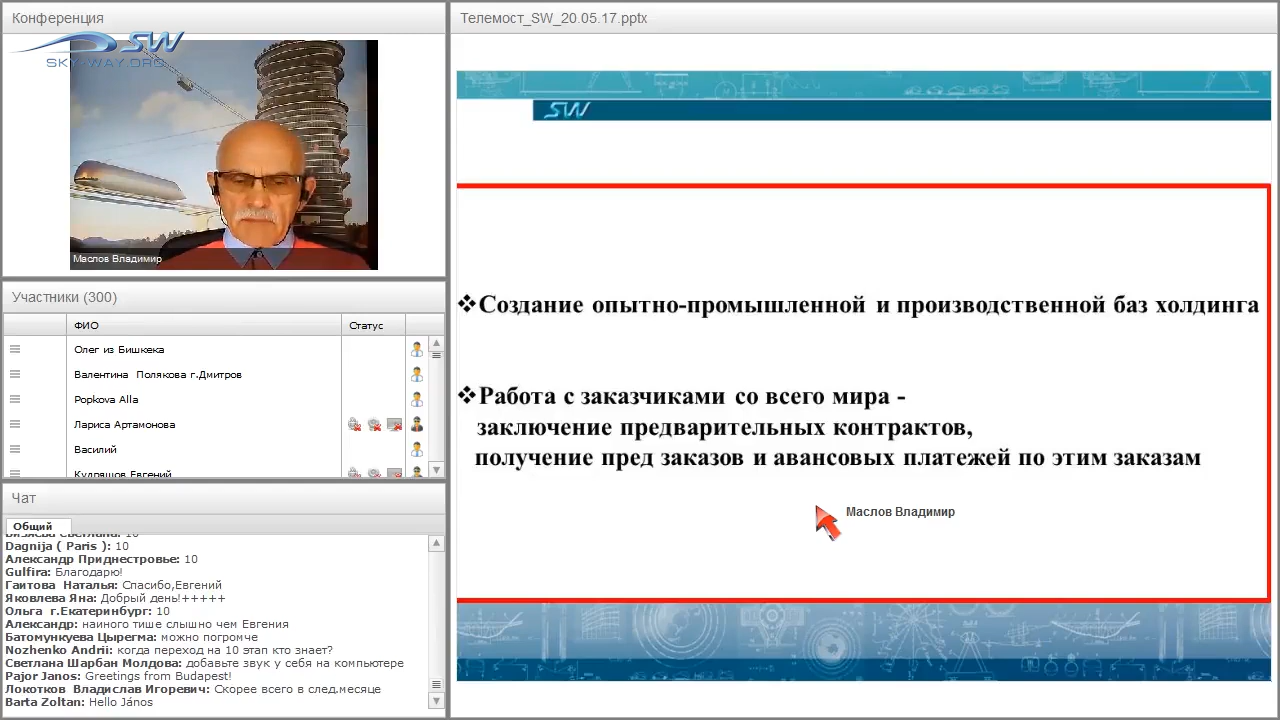 Конференция
SW
SKY-WAY.ORG
Маслов Владимир
Участники (300)
ФИО
Статус
Олег из Бишкека
Валентина Полякова г.Дмитров
Popkova Alla
Лариса Артамонова
Василий
Кудряшов Евгений
Чат
Общий
Dagnija ( Paris ): 10
Александр Приднестровье: 10
Gulfira: Благодарю!
Гаитова Наталья: Спасибо,Евгений
Яковлева Яна: Добрый день!+++++
Ольга г.Екатеринбург: 10
Александр: наиного тише слышно чем Евгения
Батомункуева Цырегма: можно погромче
Nozhenko Andrii: когда переход на 10 этап кто знает?
Светлана Шарбан Молдова: добавьте звук у себя на компьютере
Pajor Janos: Greetings from Budapest!
Локотков Владислав Игоревич: Скорее всего в след.месяце
Barta Zoltan: Hello János
Телемост_SW_20.05.17.pptx
SW
❖Создание опытно-промышленной и производственной баз холдинга
❖Работа с заказчиками со всего мира -
заключение предварительных контрактов,
получение пред заказов и авансовых платежей по этим заказам
Маслов Владимир